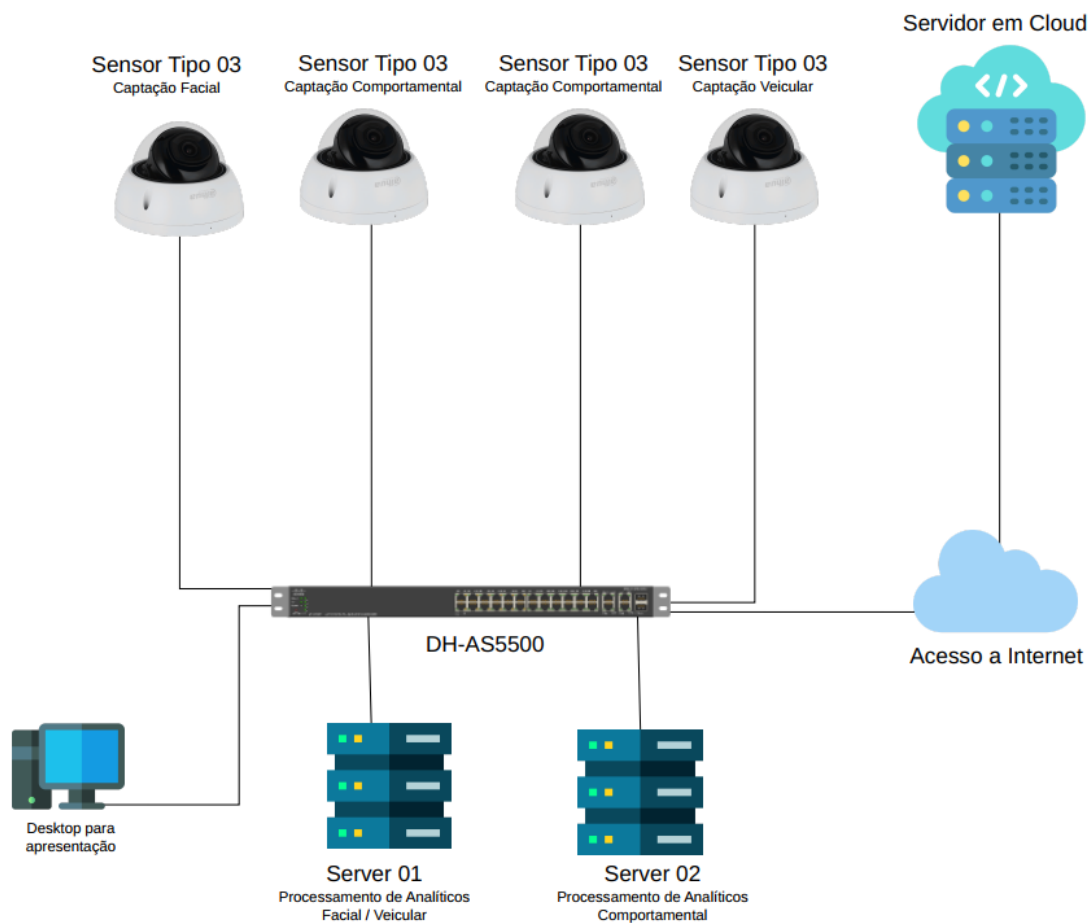 Servidor em Cloud
Sensor Tipo 03
Captação Facial
Sensor Tipo 03
Captação Comportamental
Sensor Tipo 03
Captação Comportamental
Sensor Tipo 03
Captação Veicular
DH-AS5500
Acesso a Internet
Desktop para
apresentação
Server 01
Processamento de Analíticos
Facial / Veicular
Server 02
Processamento de Analíticos
Comportamental